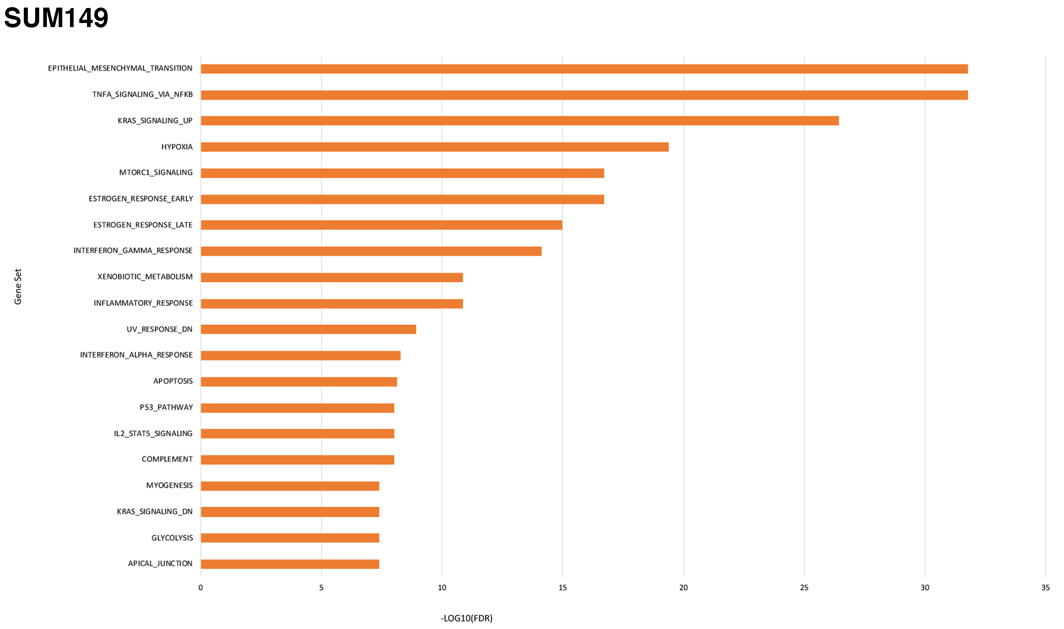 SUM149
Gene Set
EPITHELIAL_MESENCHYMAL_TRANSITION
TNFA_SIGNALING_VIA_NFKB
KRAS_SIGNALING_UP
HYPOXIA
MTORC1_SIGNALING
ESTROGEN_RESPONSE_EARLY
ESTROGEN_RESPONSE_LATE
INTERFERON_GAMMA_RESPONSE
XENOBIOTIC_METABOLISM
INFLAMMATORY_RESPONSE
UV_RESPONSE_DN
INTERFERON_ALPHA_RESPONSE
APOPTOSIS
P53_PATHWAY
IL2_STAT5_SIGNALING
COMPLEMENT
MYOGENESIS
KRAS_SIGNALING_DN
GLYCOLYSIS
APICAL_JUNCTION
0 5 10 15 20 25 30 35
-LOG10(FDR)